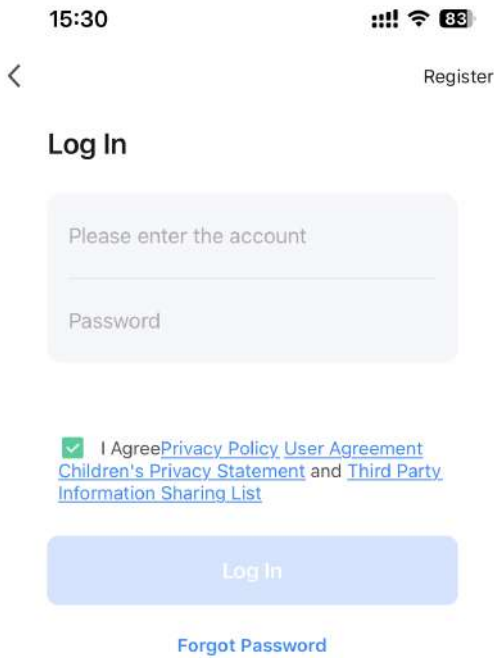 15:30
83
Register
Log In
Please enter the account
Password
I AgreePrivacy Policy User Agreement
Children's Privacy Statement and Third Party
Information Sharing List
Log In
Forgot Password